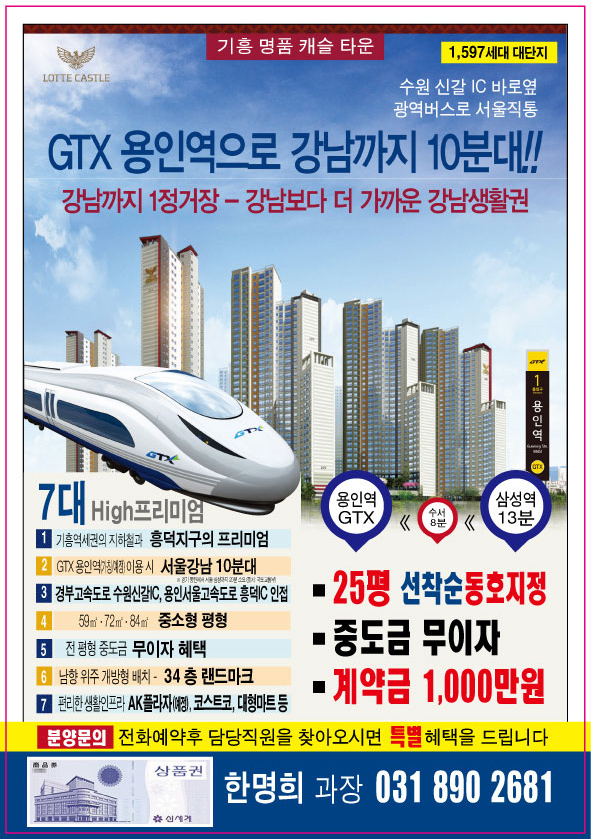 LOTTE CASTLE
기흥 명품 캐슬 타운
1,597세대 대단지
수원 신갈 IC 바로옆
광역버스로 서울직통
GTX 용인역으로 강남까지 10분대!!
강남까지 1정거장 – 강남보다 더 가까운 강남생활권
GTX
GTX
1
용인역
GTX
7대 High프리미엄
1 기흥역세권의 지하철과 흥덕지구의 프리미엄
2 GTX 용인역(가칭/예정) 이용 시 서울강남 10분대
3 경부고속도로 수원신갈IC, 용인서울고속도로 흥덕IC 인접
4 59㎡·72㎡·84㎡ 중소형 평형
5 전 평형 중도금 무이자 혜택
6 남향 위주 개방형 배치 - 34 층 랜드마크
7 편리한 생활인프라 AK플라자(예정), 코스트코, 대형마트 등
용인역
GTX
《
수서
8분
《
삼성역
13분
25평 선착순동호지정
중도금 무이자
계약금 1,000만원
분양문의 전화예약후 담당직원을 찾아오시면 특별혜택을 드립니다
商品券
상품권
신세계
한명희 과장 031 890 2681